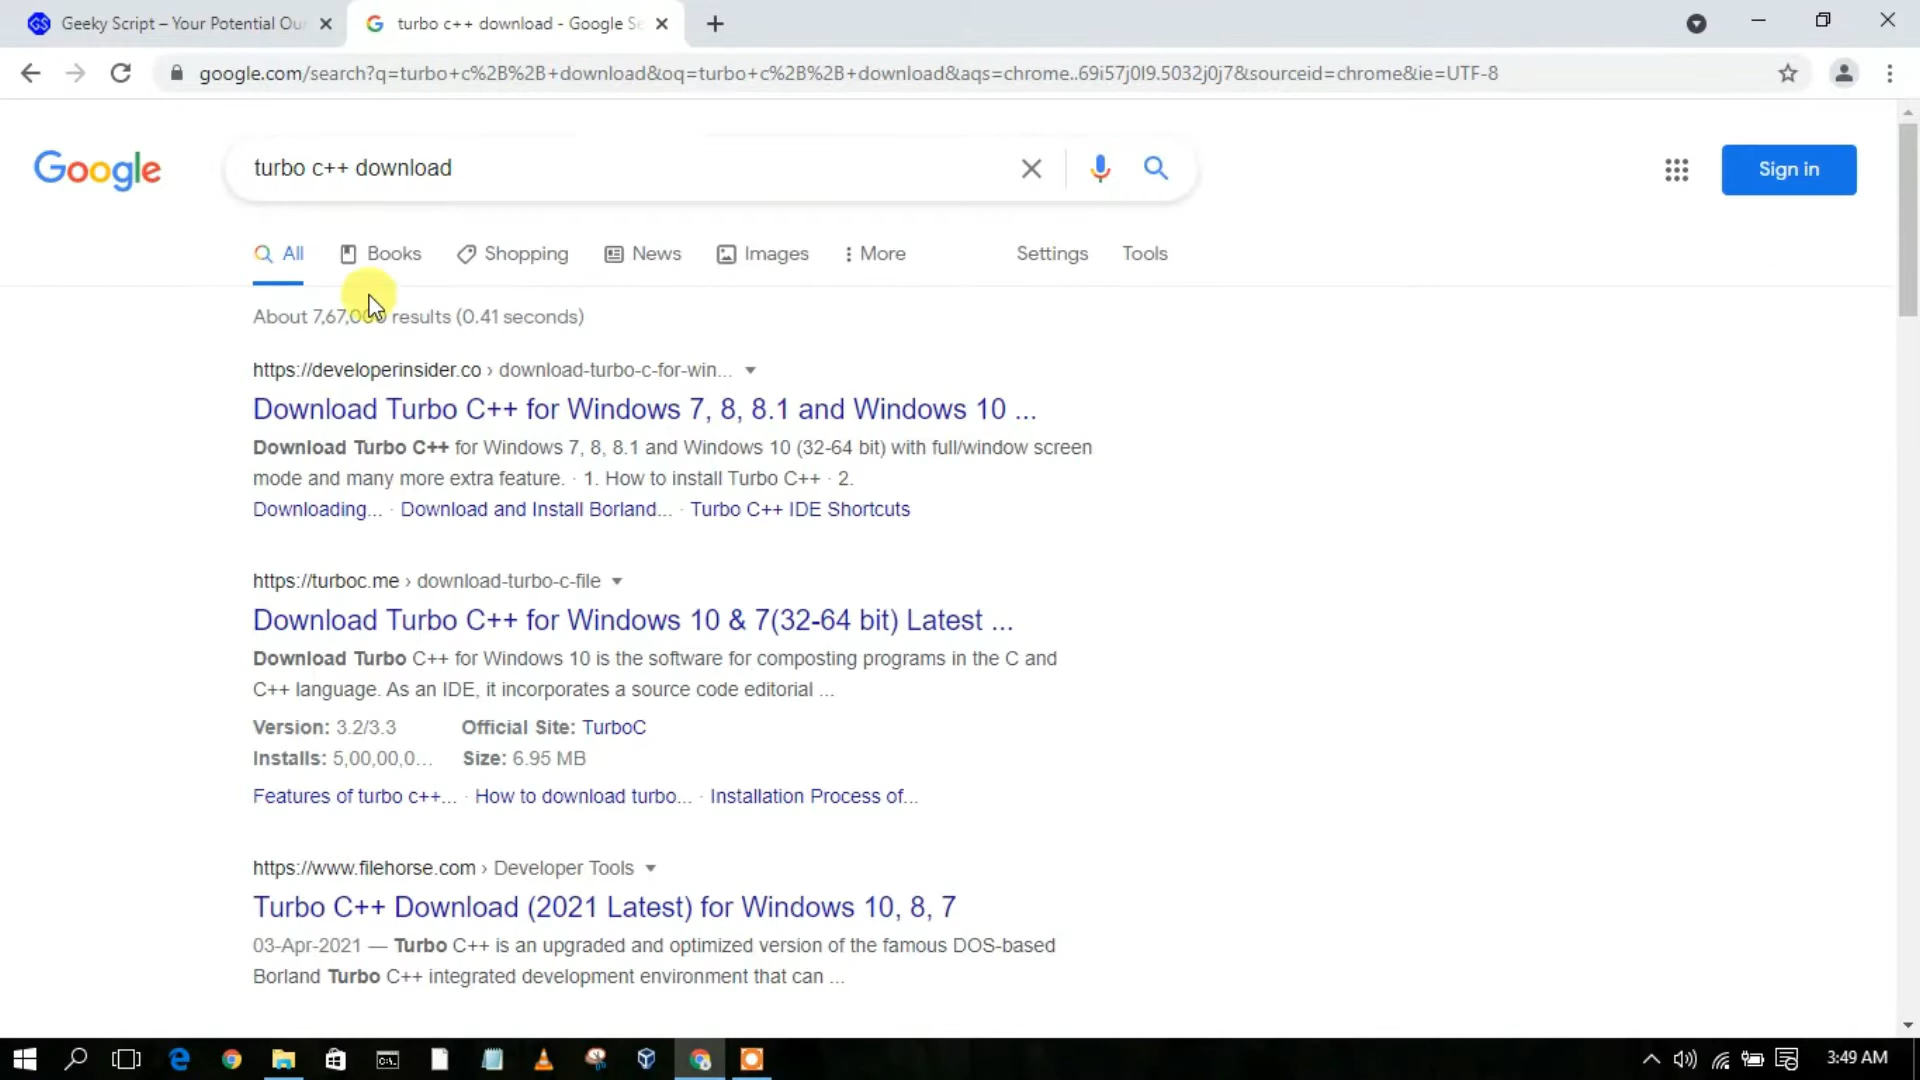 Geeky Script – Your Potential Ou
turbo c++ download - Google Se
google.com/search?q=turbo+c%2B%2B+download&oq=turbo+c%2B%2B+download&aqs=chrome..69i57j0l9.5032j0j7&sourceid=chrome&ie=UTF-8
Google
turbo c++ download
Sign in
All Books Shopping News Images More Settings Tools
About 7,67,000 results (0.41 seconds)
https://developerinsider.co › download-turbo-c-for-win...
Download Turbo C++ for Windows 7, 8, 8.1 and Windows 10 ...
Download Turbo C++ for Windows 7, 8, 8.1 and Windows 10 (32-64 bit) with full/window screen
mode and many more extra feature. · 1. How to install Turbo C++ · 2.
Downloading... · Download and Install Borland... · Turbo C++ IDE Shortcuts
https://turboc.me › download-turbo-c-file
Download Turbo C++ for Windows 10 & 7(32-64 bit) Latest ...
Download Turbo C++ for Windows 10 is the software for composting programs in the C and
C++ language. As an IDE, it incorporates a source code editorial ...
Version: 3.2/3.3 Official Site: TurboC
Installs: 5,00,00,0... Size: 6.95 MB
Features of turbo c++... · How to download turbo... · Installation Process of...
https://www.filehorse.com › Developer Tools
Turbo C++ Download (2021 Latest) for Windows 10, 8, 7
03-Apr-2021 — Turbo C++ is an upgraded and optimized version of the famous DOS-based
Borland Turbo C++ integrated development environment that can ...
3:49 AM